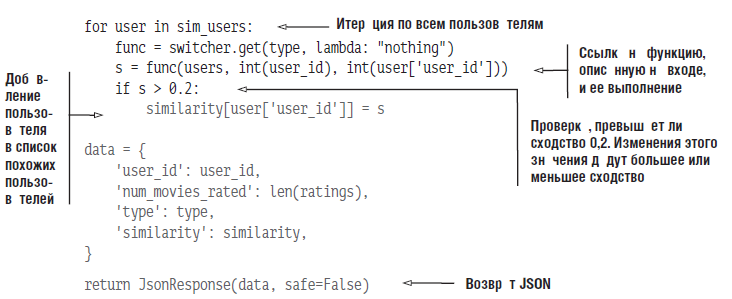 for user in sim_users:
Итер ция по всем пользов телям
    func = switcher.get(type, lambda: "nothing")
    s = func(users, int(user_id), int(user['user_id']))
    if s > 0.2:
        similarity[user['user_id']] = s
Ссылк н функцию,
опис нную н входе,
и ее выполнение
Доб в-
ление
пользо-
в теля
в список
похожих
пользо-
в телей
Проверк , превыш ет ли
сходство 0,2. Изменения этого
зн чения д дут большее или
меньшее сходство
data = {
    'user_id': user_id,
    'num_movies_rated': len(ratings),
    'type': type,
    'similarity': similarity,
}
return JsonResponse(data, safe=False)
Возвр т JSON